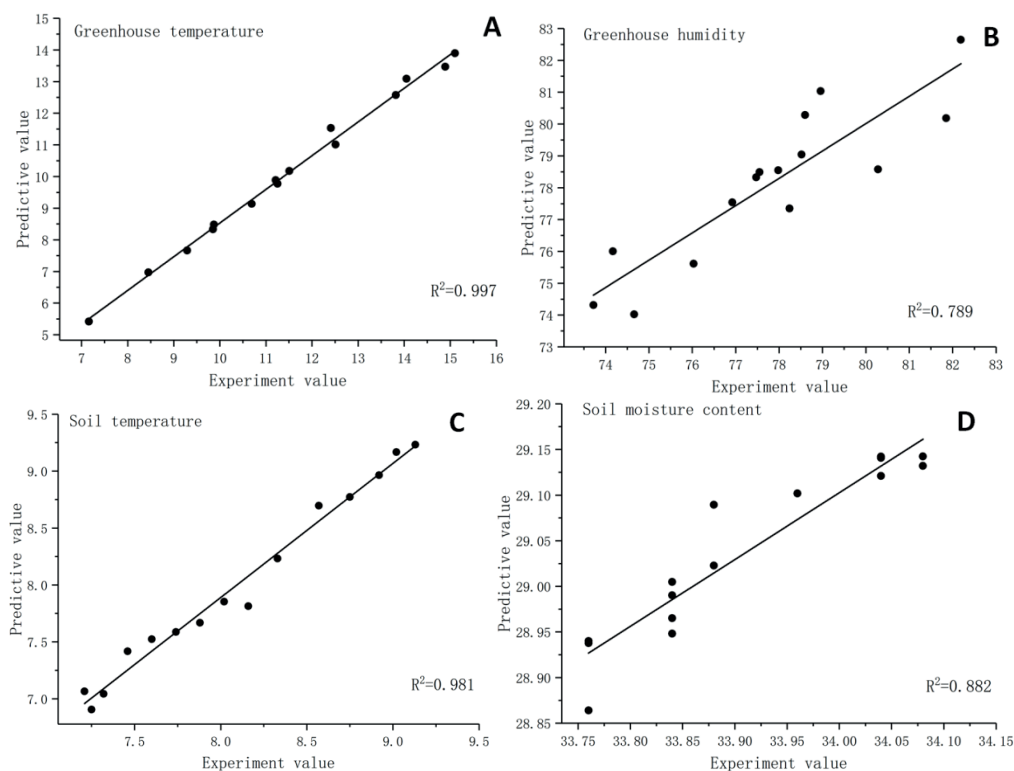 A
Greenhouse temperature
15
14
13
12
11
10
9
8
7
6
5
Predictive value
R²=0.997
7 8 9 10 11 12 13 14 15 16
Experiment value
B
Greenhouse humidity
83
82
81
80
79
78
77
76
75
74
73
Predictive value
R²=0.789
74 75 76 77 78 79 80 81 82 83
Experiment value
C
Soil temperature
9.5
9.0
8.5
8.0
7.5
7.0
Predictive value
R²=0.981
7.5 8.0 8.5 9.0 9.5
Experiment value
D
Soil moisture content
29.20
29.15
29.10
29.05
29.00
28.95
28.90
28.85
Predictive value
R²=0.882
33.75 33.80 33.85 33.90 33.95 34.00 34.05 34.10 34.15
Experiment value